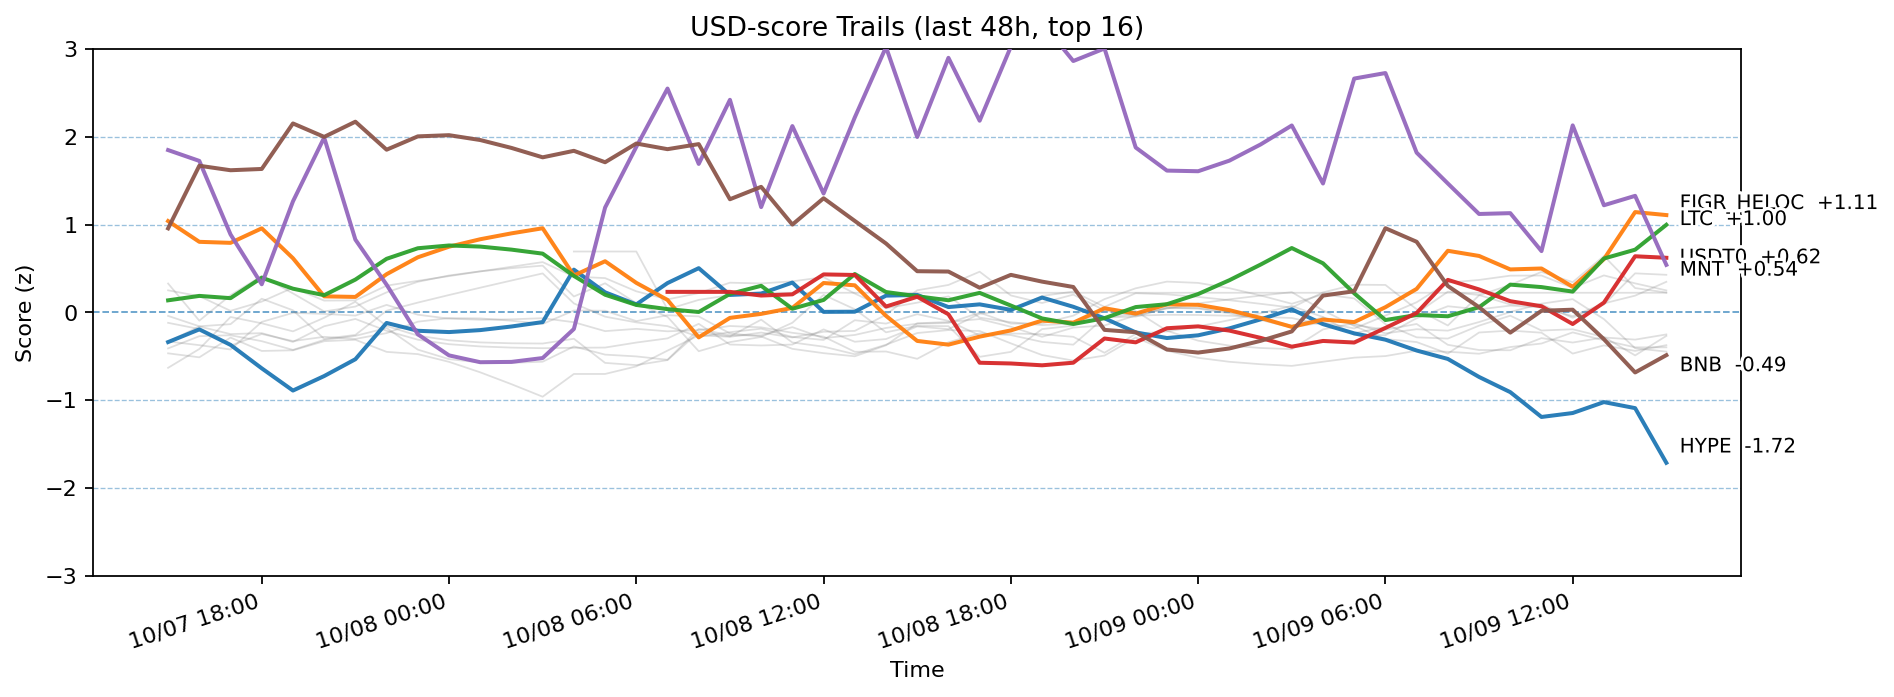 USD-score Trails (last 48h, top 16)
Score (z)
3
2
1
0
−1
−2
−3
FIGR_HELOC +1.11
LTC +1.00
USDT0 +0.62
MNT +0.54
BNB -0.49
HYPE -1.72
10/07 18:00
10/08 00:00
10/08 06:00
10/08 12:00
10/08 18:00
10/09 00:00
10/09 06:00
10/09 12:00
Time